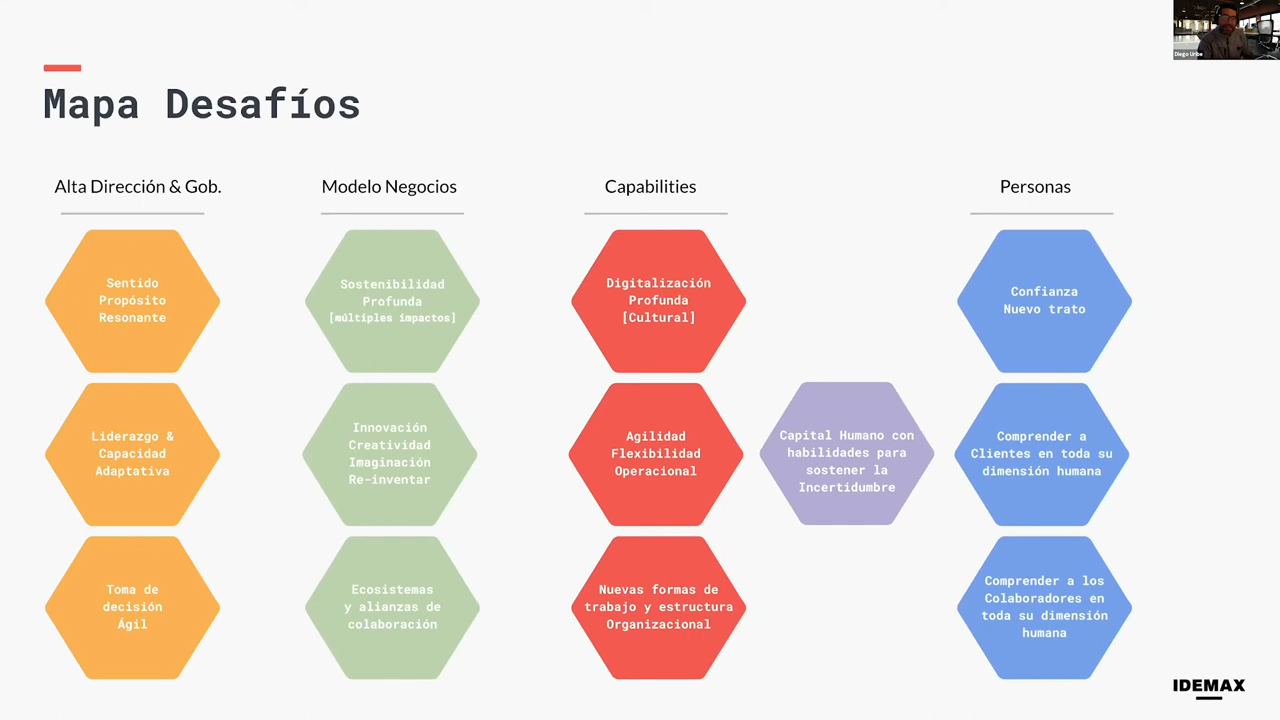 Diego Uribe
Mapa Desafíos
Alta Dirección & Gob.
Modelo Negocios
Capabilities
Personas
Sentido
Propósito
Resonante
Sostenibilidad
Profunda
[múltiples impactos]
Digitalización
Profunda
[Cultural]
Confianza
Nuevo trato
Liderazgo &
Capacidad
Adaptativa
Innovación
Creatividad
Imaginación
Re-inventar
Agilidad
Flexibilidad
Operacional
Capital Humano con
habilidades para
sostener la
Incertidumbre
Comprender a
Clientes en toda su
dimensión humana
Toma de
decisión
Ágil
Ecosistemas
y alianzas de
colaboración
Nuevas formas de
trabajo y estructura
Organizacional
Comprender a los
Colaboradores en
toda su dimensión
humana
IDEMAX